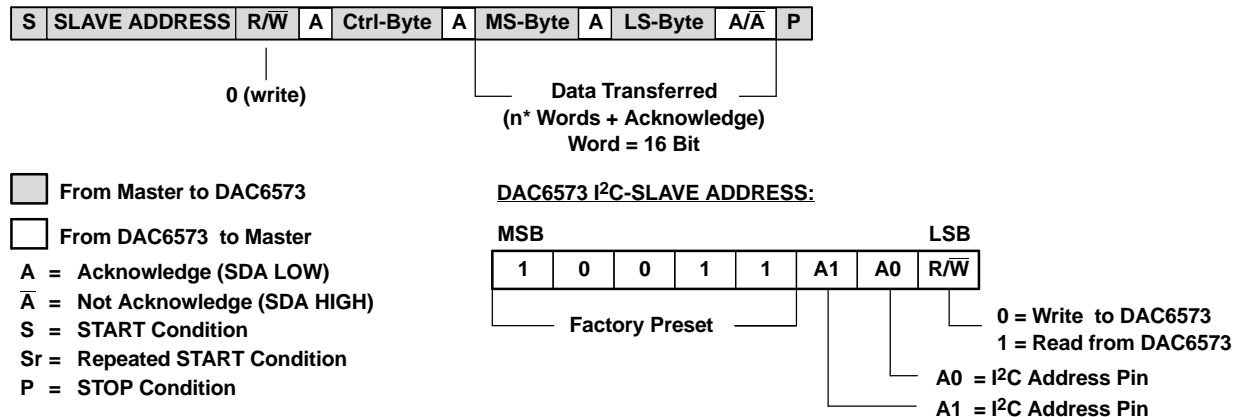 S SLAVE ADDRESS R/W̅ A Ctrl-Byte A MS-Byte A LS-Byte A/A̅ P
0 (write)
Data Transferred
(n* Words + Acknowledge)
Word = 16 Bit
From Master to DAC6573
From DAC6573 to Master
A = Acknowledge (SDA LOW)
A̅ = Not Acknowledge (SDA HIGH)
S = START Condition
Sr = Repeated START Condition
P = STOP Condition
DAC6573 I²C-SLAVE ADDRESS:
MSB LSB
1 0 0 1 1 A1 A0 R/W̅
Factory Preset
0 = Write to DAC6573
1 = Read from DAC6573
A0 = I²C Address Pin
A1 = I²C Address Pin